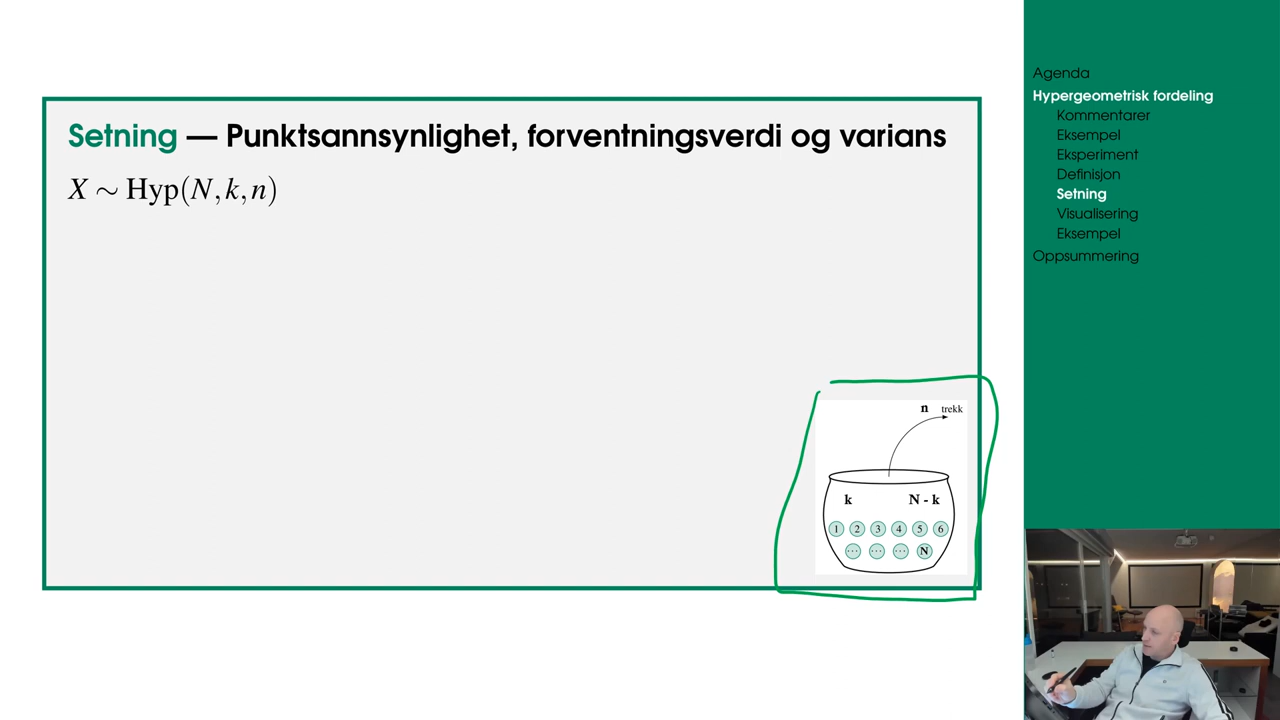 Setning — Punktsannsynlighet, forventningsverdi og varians
X ∼ Hyp(N, k, n)
n trekk
k N - k
1 2 3 4 5 6
... ... ... N
Agenda
Hypergeometrisk fordeling
Kommentarer
Eksempel
Eksperiment
Definisjon
Setning
Visualisering
Eksempel
Oppsummering